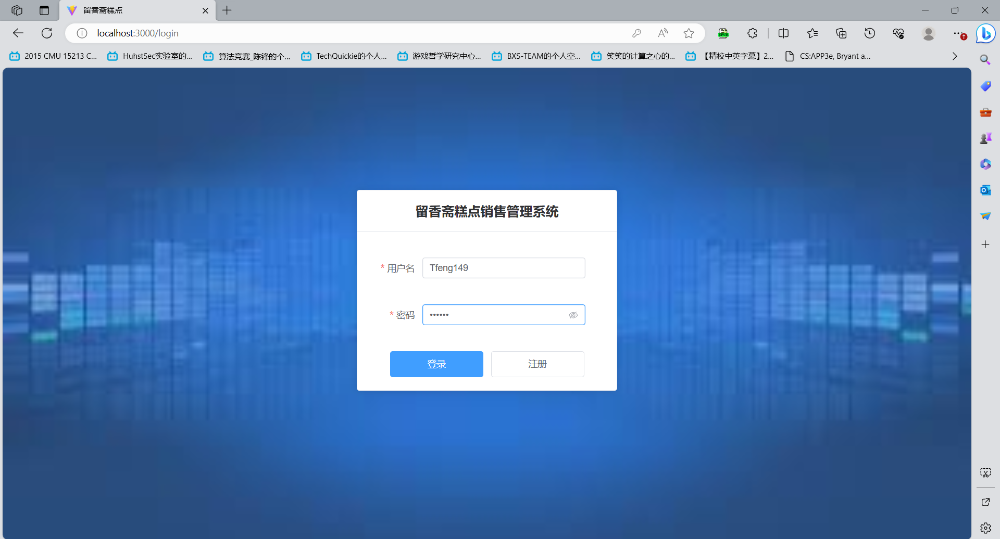 留香斋糕点
localhost:3000/login
2015 CMU 15213 C...
HuhstSec实验室的...
算法竞赛_陈锋的个...
TechQuickie的个人...
游戏哲学研究中心...
BXS-TEAM的个人空...
笑笑的计算之心的...
【精校中英字幕】2...
CS:APP3e, Bryant a...
留香斋糕点销售管理系统
* 用户名
Tfeng149
* 密码
••••••
登录
注册